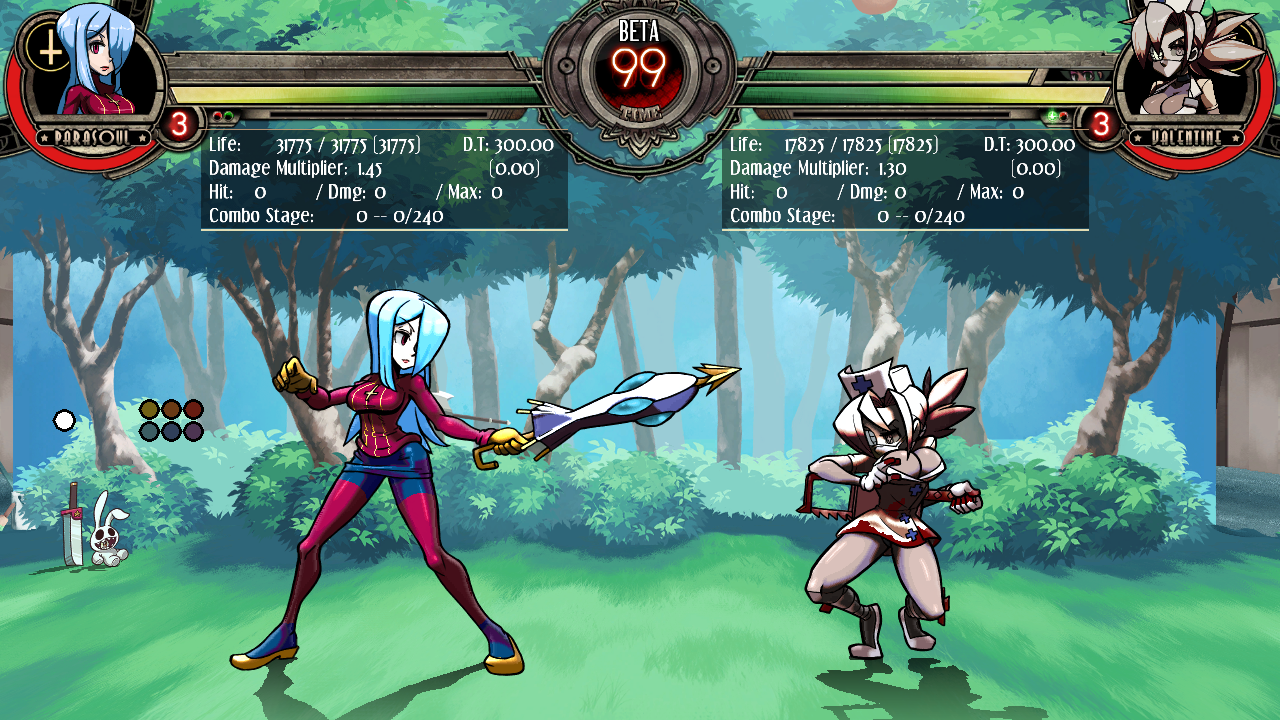 BETA
99
TIME
PARASOUL
3
3
VALENTINE
Life: 31775 / 31775 (31775) D.T: 300.00
Damage Multiplier: 1.45 (0.00)
Hit: 0 / Dmg: 0 / Max: 0
Combo Stage: 0 -- 0/240
Life: 17825 / 17825 (17825) D.T: 300.00
Damage Multiplier: 1.30 (0.00)
Hit: 0 / Dmg: 0 / Max: 0
Combo Stage: 0 -- 0/240